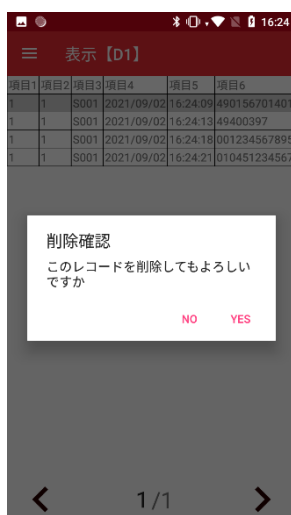 16:24
表示【D1】
項目1 項目2 項目3 項目4 項目5 項目6
1 1 S001 2021/09/02 16:24:09 49015670140
1 1 S001 2021/09/02 16:24:13 49400397
1 1 S001 2021/09/02 16:24:18 00123456789
1 1 S001 2021/09/02 16:24:21 01045123456
削除確認
このレコードを削除してもよろしい
ですか
NO YES
1/1